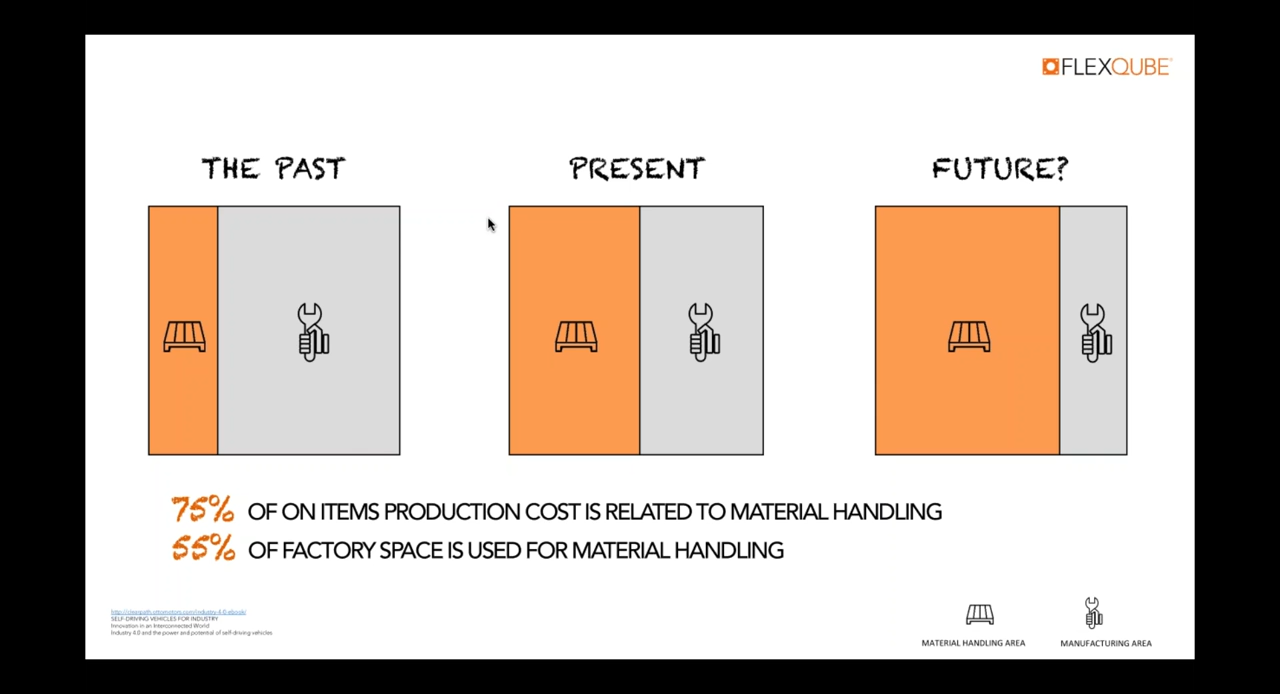 FLEXQUBE
THE PAST
PRESENT
FUTURE?
75% OF ON ITEMS PRODUCTION COST IS RELATED TO MATERIAL HANDLING
55% OF FACTORY SPACE IS USED FOR MATERIAL HANDLING
SELF-DRIVING VEHICLES FOR INDUSTRY
Innovation in an Interconnected World
Industry 4.0 and the power and potential of self-driving vehicles
MATERIAL HANDLING AREA
MANUFACTURING AREA